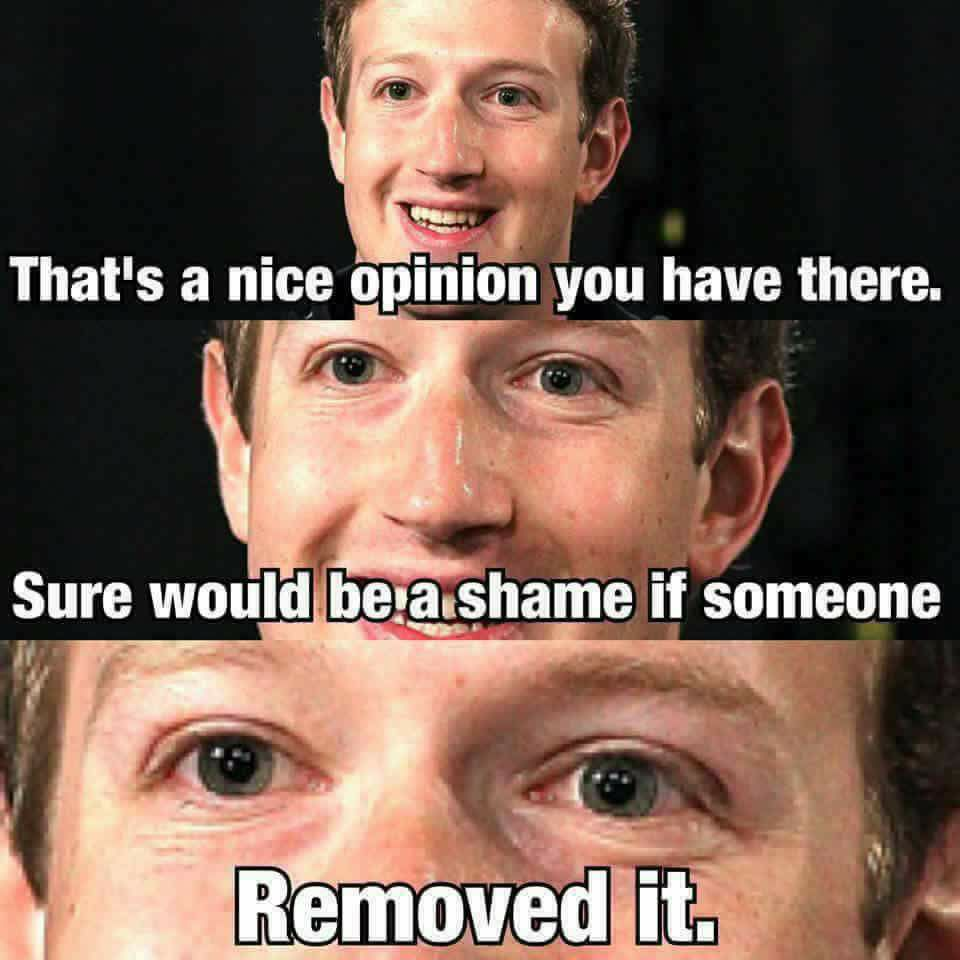 That's a nice opinion you have there.
Sure would be a shame if someone
Removed it.